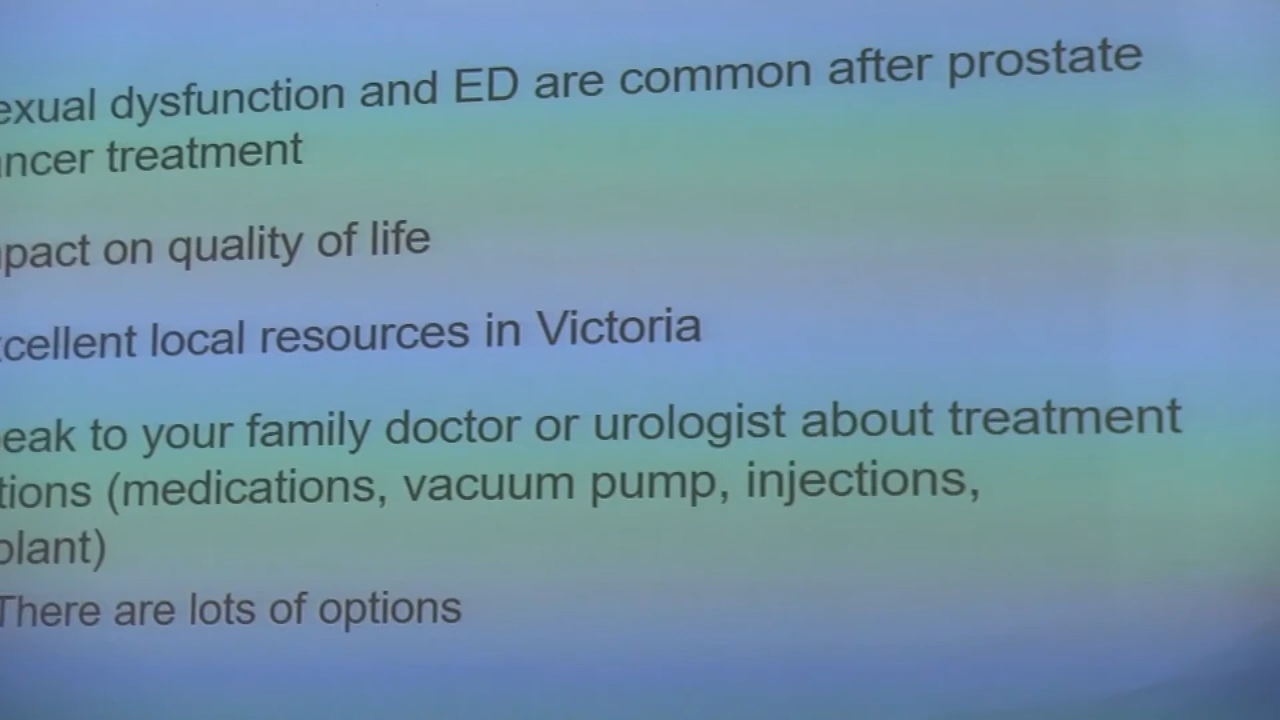 exual dysfunction and ED are common after prostate
ancer treatment
pact on quality of life
cellent local resources in Victoria
eak to your family doctor or urologist about treatment
tions (medications, vacuum pump, injections,
plant)
There are lots of options